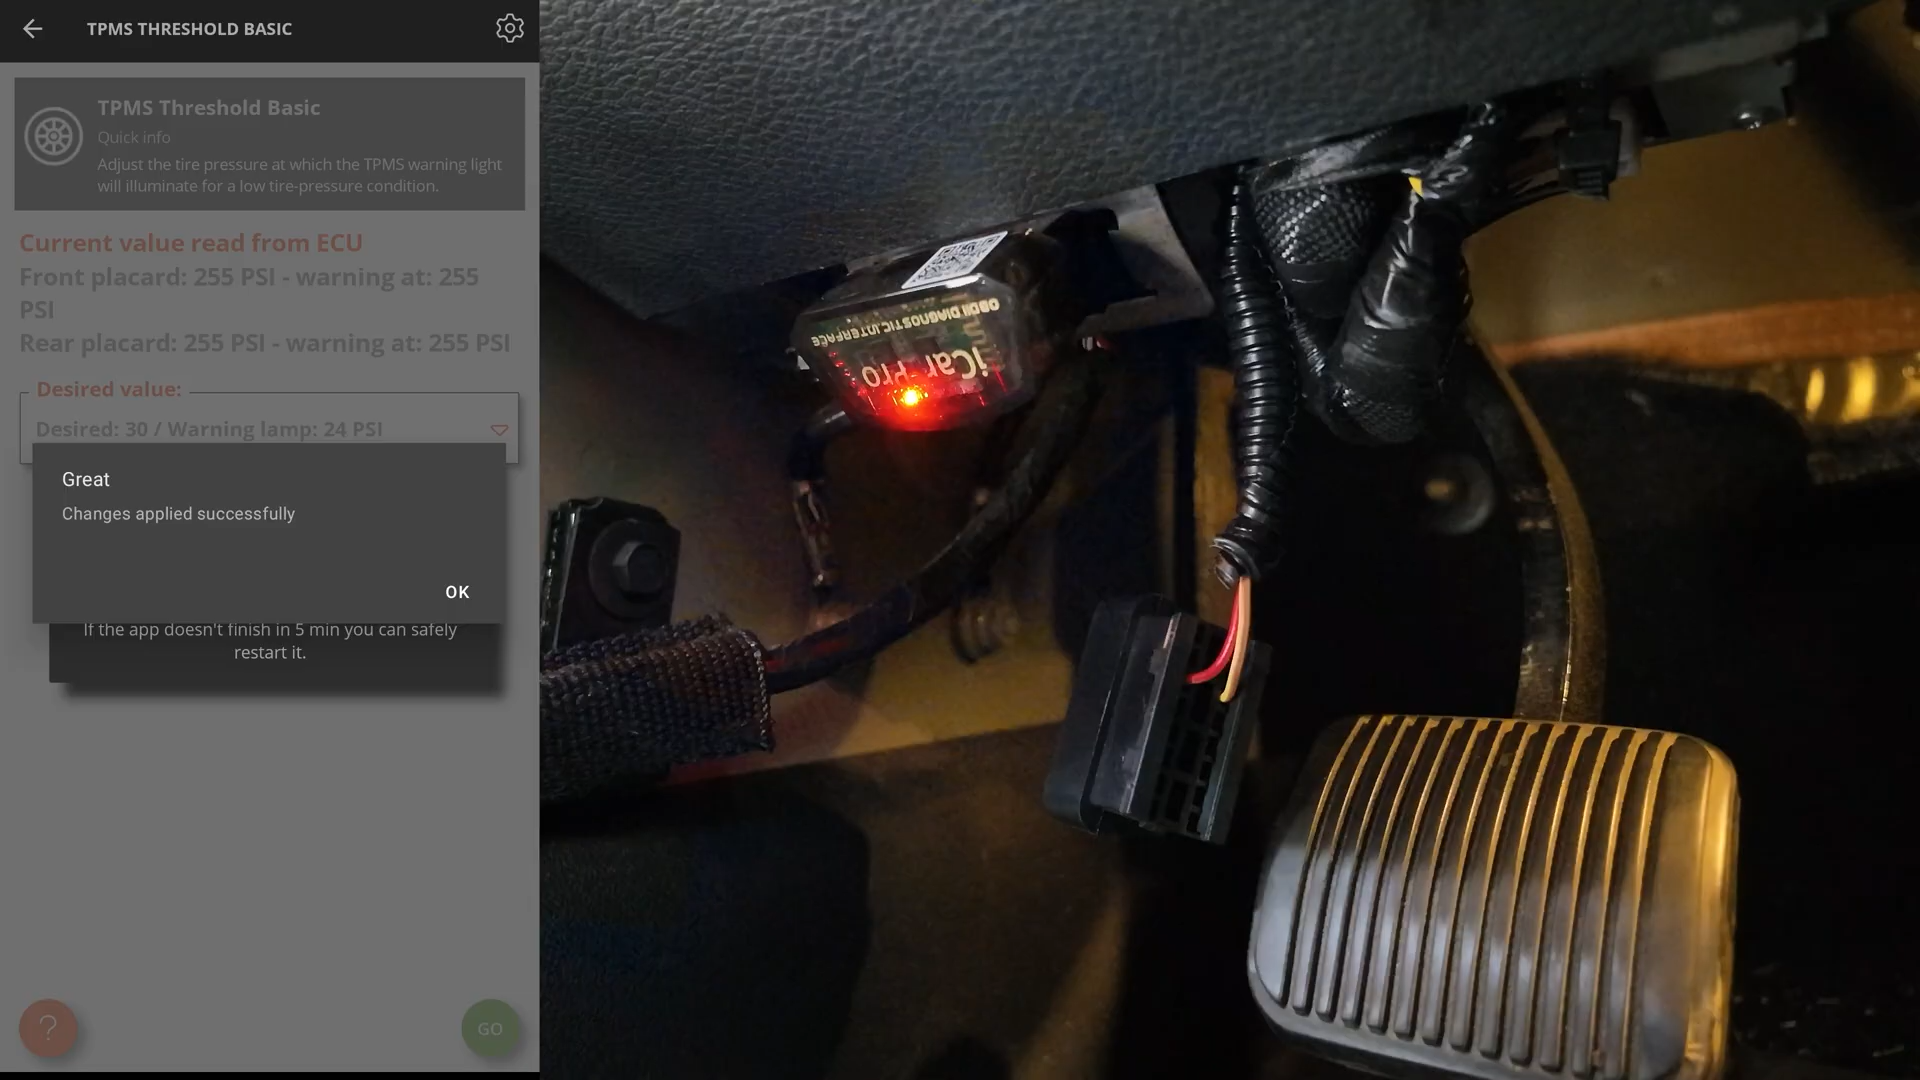 TPMS THRESHOLD BASIC
TPMS Threshold Basic
Quick info
Adjust the tire pressure at which the TPMS warning light
will illuminate for a low tire-pressure condition.
Current value read from ECU
Front placard: 255 PSI - warning at: 255
PSI
Rear placard: 255 PSI - warning at: 255 PSI
Desired value:
Desired: 30 / Warning lamp: 24 PSI
Great
Changes applied successfully
OK
If the app doesn't finish in 5 min you can safely
restart it.
?
GO
OBDII DIAGNOSTIC INTERFACE
iCar Pro